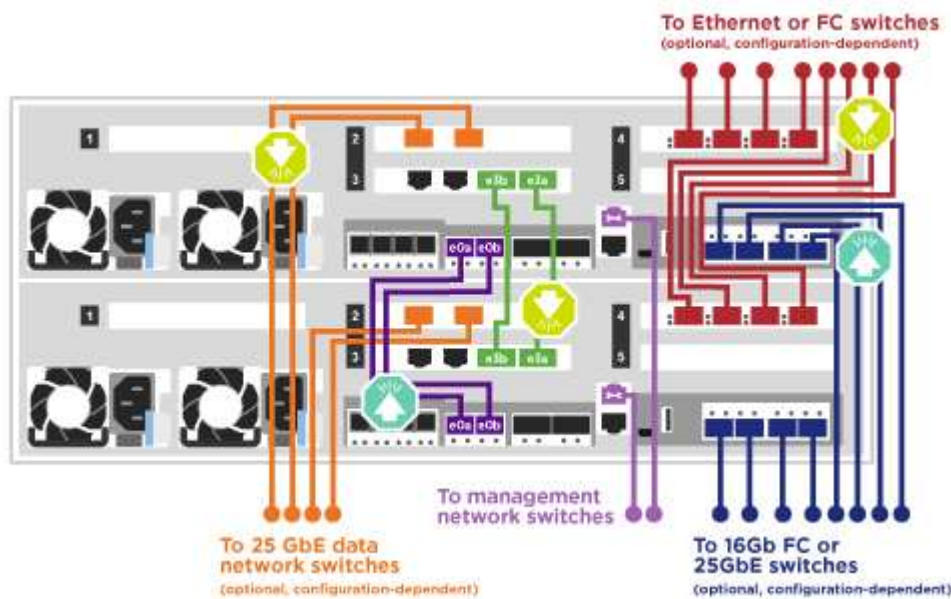 To Ethernet or FC switches
(optional, configuration-dependent)
1
2
4
3
e3b e3a
5
e0a e0b
1
2
4
3
e3b e3a
5
e0a e0b
To management
network switches
To 25 GbE data
network switches
(optional, configuration-dependent)
To 16Gb FC or
25GbE switches
(optional, configuration-dependent)